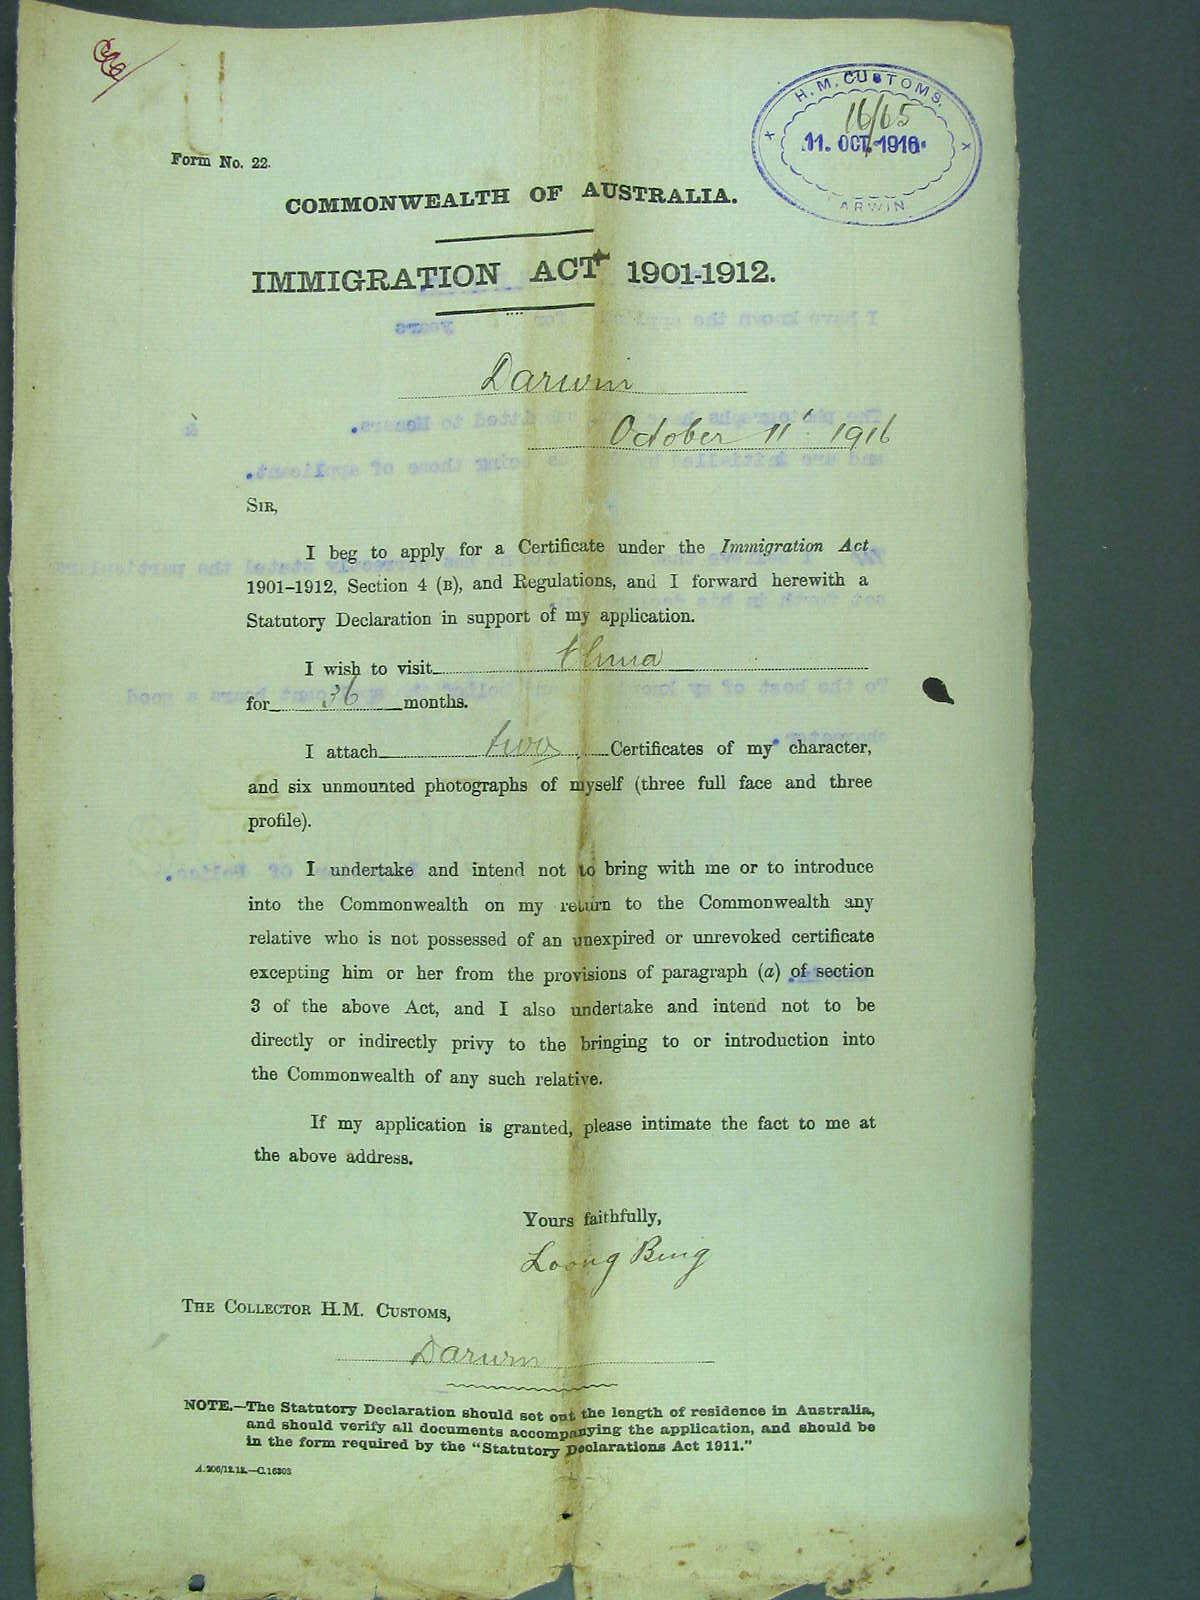 H.M. CUSTOMS.
16/65
11. OCT. 1916
ARWIN
Form No. 22.
COMMONWEALTH OF AUSTRALIA.
IMMIGRATION ACT 1901-1912.
Darwin
October 11 1916
SIR,
I beg to apply for a Certificate under the Immigration Act
1901–1912, Section 4 (B), and Regulations, and I forward herewith a
Statutory Declaration in support of my application.
I wish to visit China
for 36 months.
I attach two Certificates of my character,
and six unmounted photographs of myself (three full face and three
profile).
I undertake and intend not to bring with me or to introduce
into the Commonwealth on my return to the Commonwealth any
relative who is not possessed of an unexpired or unrevoked certificate
excepting him or her from the provisions of paragraph (a) of section
3 of the above Act, and I also undertake and intend not to be
directly or indirectly privy to the bringing to or introduction into
the Commonwealth of any such relative.
If my application is granted, please intimate the fact to me at
the above address.
Yours faithfully,
Loong Bing
THE COLLECTOR H.M. CUSTOMS,
Darwin
NOTE.—The Statutory Declaration should set out the length of residence in Australia,
and should verify all documents accompanying the application, and should be
in the form required by the "Statutory Declarations Act 1911."
A.206/12.12.—C.16303